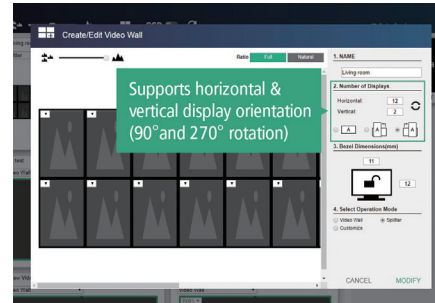 Create/Edit Video Wall
Ratio Full Natural
1. NAME
Living room
2. Number of Displays
Horizontal: 12
Vertical: 2
A A A
Supports horizontal &
vertical display orientation
(90°and 270° rotation)
3. Bezel Dimensions(mm)
11
12
4. Select Operation Mode
Video Wall Splitter
Customize
CANCEL MODIFY